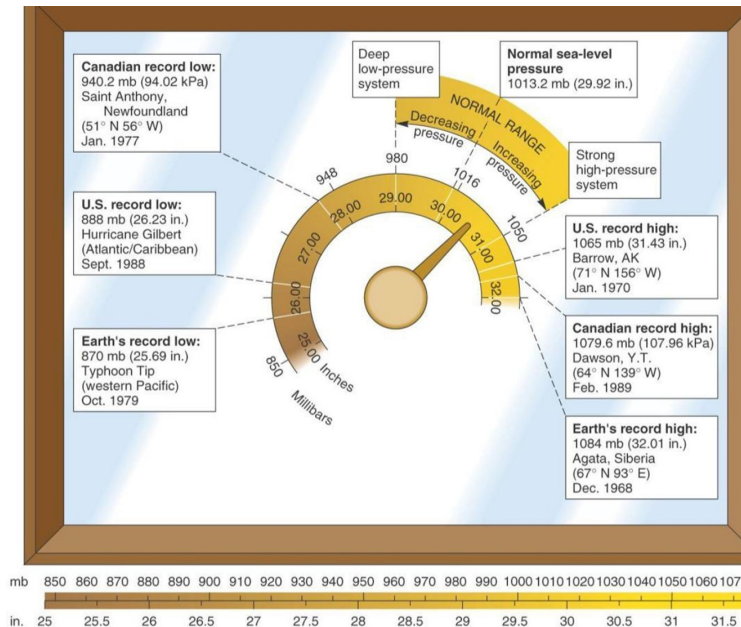 Canadian record low:
940.2 mb (94.02 kPa)
Saint Anthony,
Newfoundland
(51° N 56° W)
Jan. 1977
Deep
low-pressure
system
Normal sea-level
pressure
1013.2 mb (29.92 in.)
NORMAL RANGE
Decreasing
pressure
Increasing
pressure
Strong
high-pressure
system
U.S. record low:
888 mb (26.23 in.)
Hurricane Gilbert
(Atlantic/Caribbean)
Sept. 1988
Earth's record low:
870 mb (25.69 in.)
Typhoon Tip
(western Pacific)
Oct. 1979
850
948
980
1016
1050
25.00
26.00
27.00
28.00
29.00
30.00
31.00
32.00
Inches
Millibars
U.S. record high:
1065 mb (31.43 in.)
Barrow, AK
(71° N 156° W)
Jan. 1970
Canadian record high:
1079.6 mb (107.96 kPa)
Dawson, Y.T.
(64° N 139° W)
Feb. 1989
Earth's record high:
1084 mb (32.01 in.)
Agata, Siberia
(67° N 93° E)
Dec. 1968
mb 850 860 870 880 890 900 910 920 930 940 950 960 970 980 990 1000 1010 1020 1030 1040 1050 1060 107
in. 25 25.5 26 26.5 27 27.5 28 28.5 29 29.5 30 30.5 31 31.5